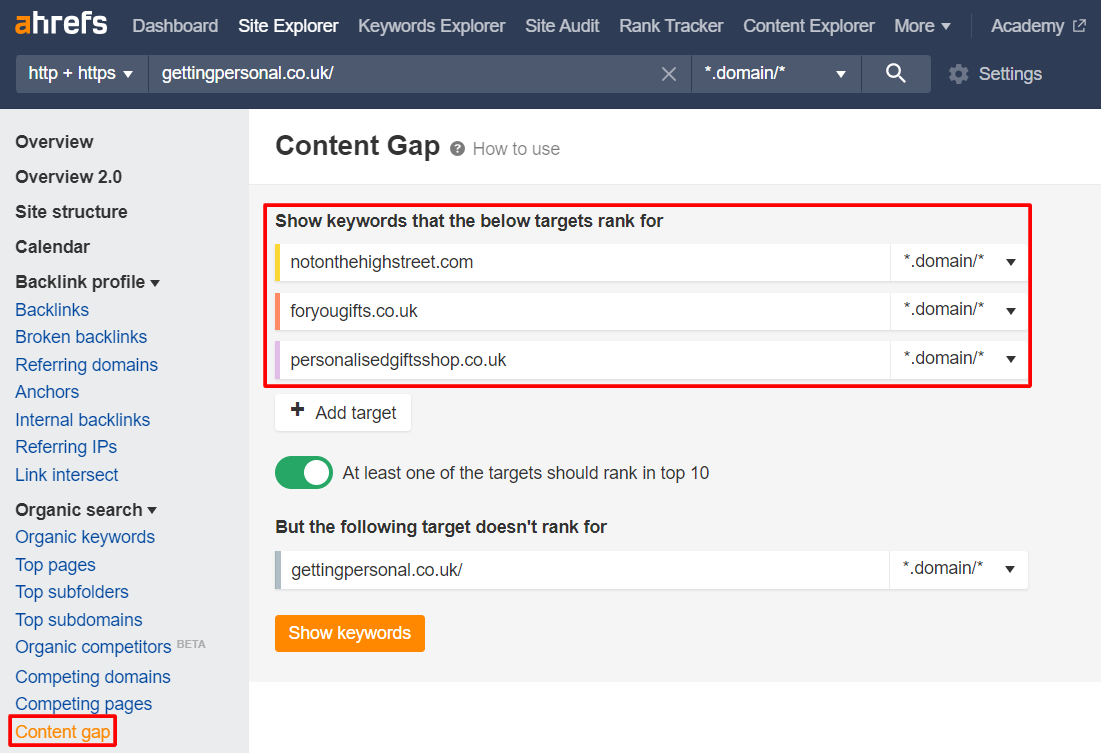 ahrefs Dashboard Site Explorer Keywords Explorer Site Audit Rank Tracker Content Explorer More Academy
http + https gettingpersonal.co.uk/ *.domain/* Settings
Overview
Overview 2.0
Site structure
Calendar
Backlink profile
Backlinks
Broken backlinks
Referring domains
Anchors
Internal backlinks
Referring IPs
Link intersect
Organic search
Organic keywords
Top pages
Top subfolders
Top subdomains
Organic competitors BETA
Competing domains
Competing pages
Content gap
Content Gap ? How to use
Show keywords that the below targets rank for
notonthehighstreet.com *.domain/*
foryougifts.co.uk *.domain/*
personalisedgiftsshop.co.uk *.domain/*
+ Add target
At least one of the targets should rank in top 10
But the following target doesn't rank for
gettingpersonal.co.uk/ *.domain/*
Show keywords